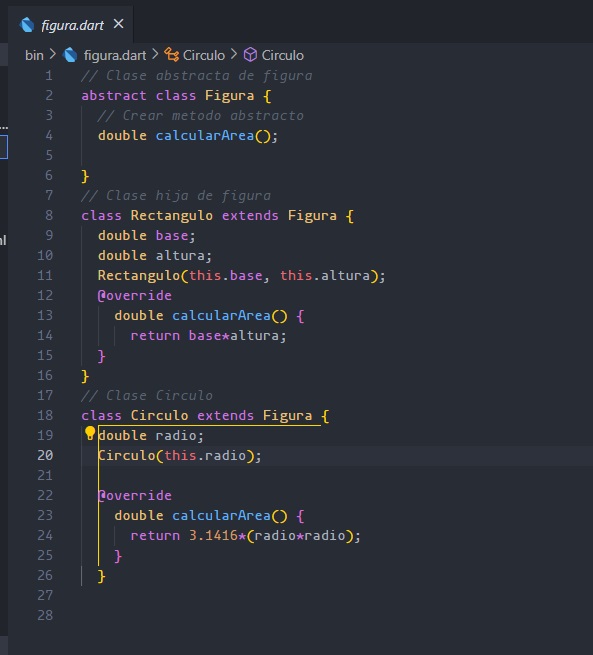 figura.dart
bin > figura.dart > Circulo > Circulo
1 // Clase abstracta de figura
2 abstract class Figura {
3 // Crear metodo abstracto
4 double calcularArea();
5
6 }
7 // Clase hija de figura
8 class Rectangulo extends Figura {
9 double base;
10 double altura;
11 Rectangulo(this.base, this.altura);
12 @override
13 double calcularArea() {
14 return base*altura;
15 }
16 }
17 // Clase Circulo
18 class Circulo extends Figura {
19 double radio;
20 Circulo(this.radio);
21
22 @override
23 double calcularArea() {
24 return 3.1416*(radio*radio);
25 }
26 }
27
28